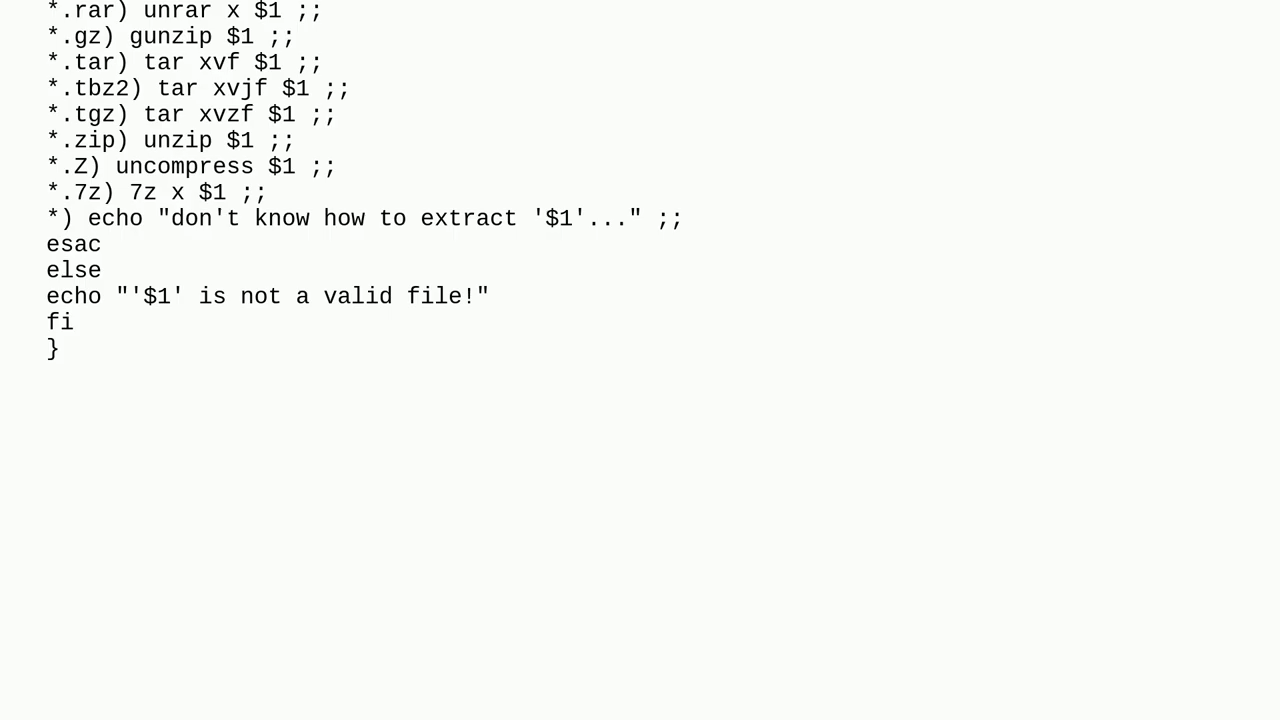 *.rar) unrar x $1 ;;
*.gz) gunzip $1 ;;
*.tar) tar xvf $1 ;;
*.tbz2) tar xvjf $1 ;;
*.tgz) tar xvzf $1 ;;
*.zip) unzip $1 ;;
*.Z) uncompress $1 ;;
*.7z) 7z x $1 ;;
*) echo "don't know how to extract '$1'..." ;;
esac
else
echo "'$1' is not a valid file!"
fi
}